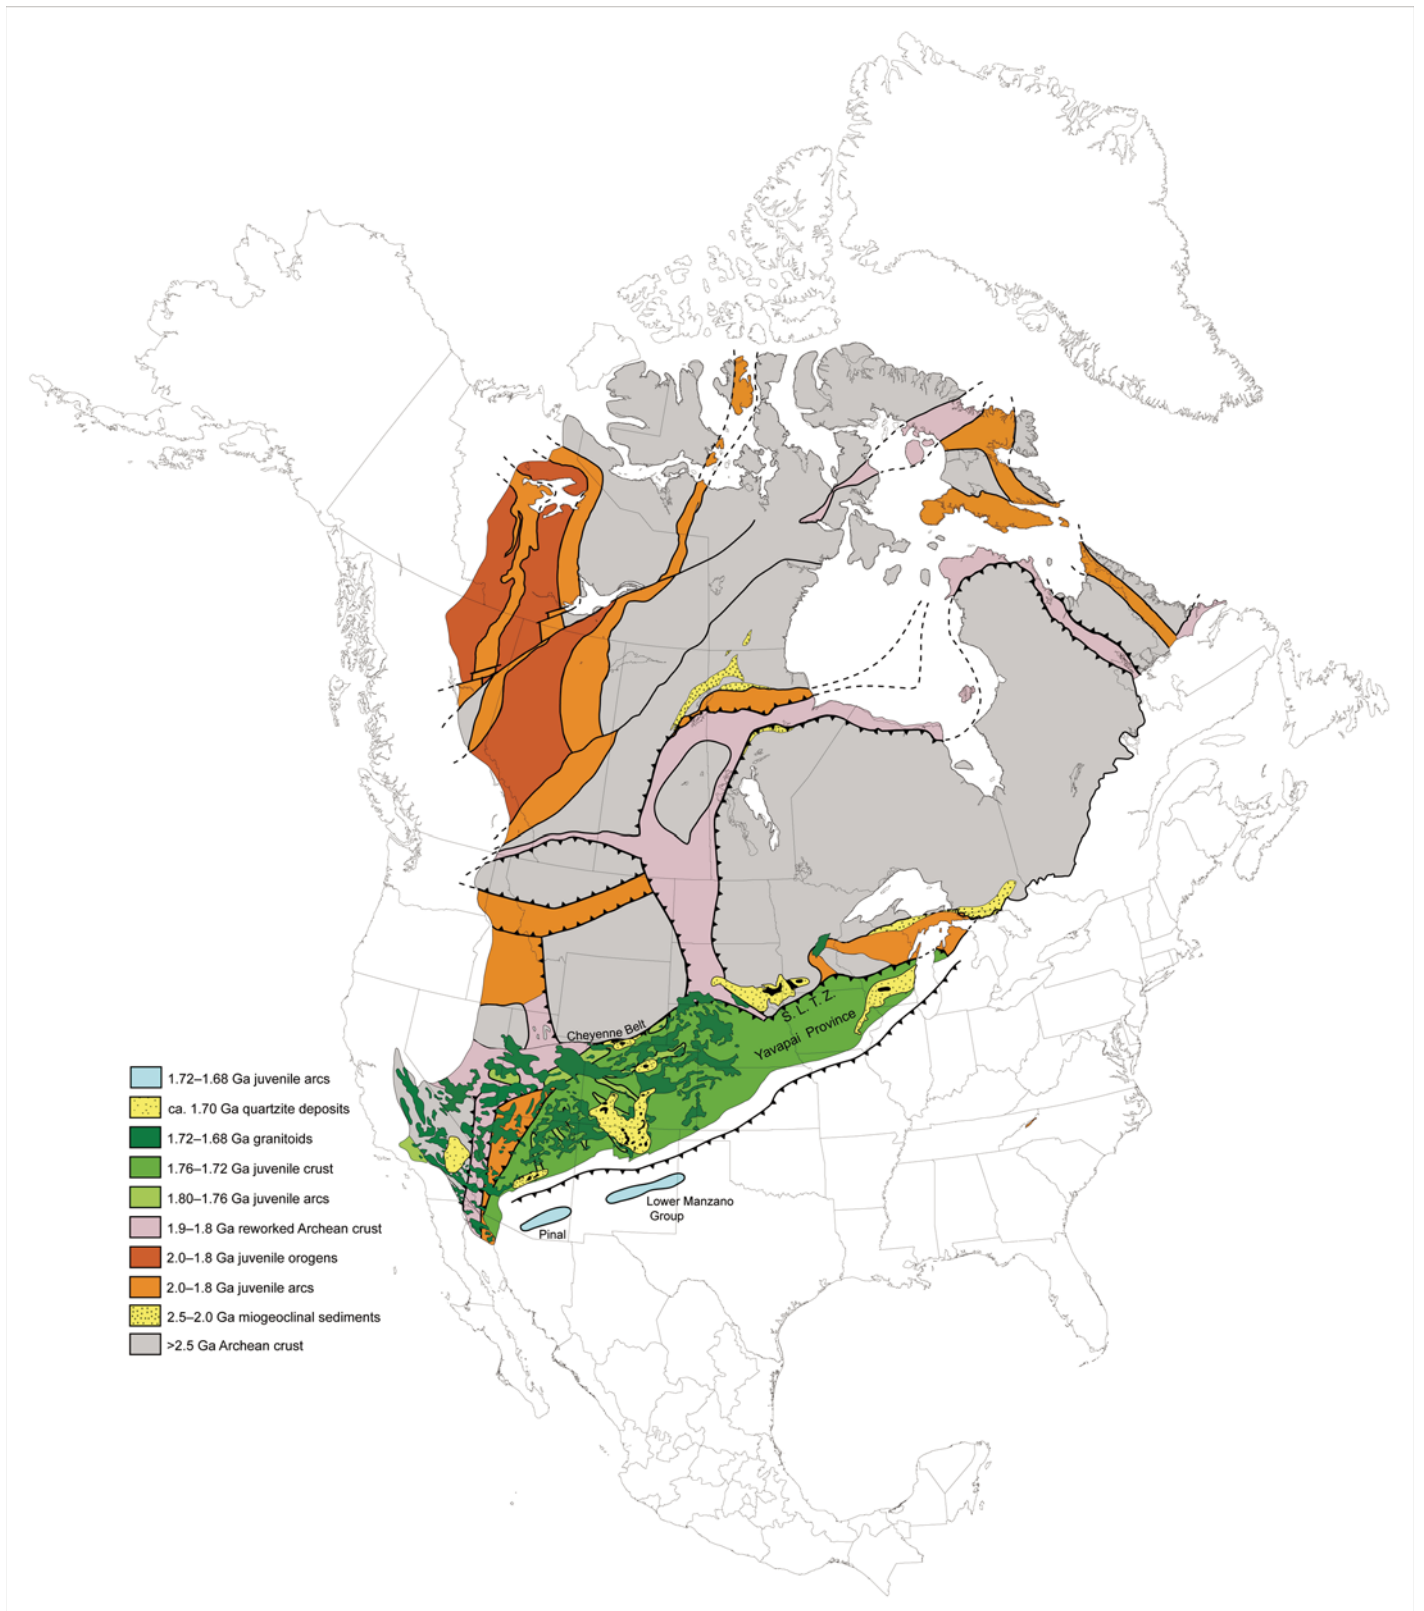 Cheyenne Belt
S. L. T. Z.
Yavapai Province
Lower Manzano
Group
Pinal
1.72–1.68 Ga juvenile arcs
ca. 1.70 Ga quartzite deposits
1.72–1.68 Ga granitoids
1.76–1.72 Ga juvenile crust
1.80–1.76 Ga juvenile arcs
1.9–1.8 Ga reworked Archean crust
2.0–1.8 Ga juvenile orogens
2.0–1.8 Ga juvenile arcs
2.5–2.0 Ga miogeoclinal sediments
>2.5 Ga Archean crust